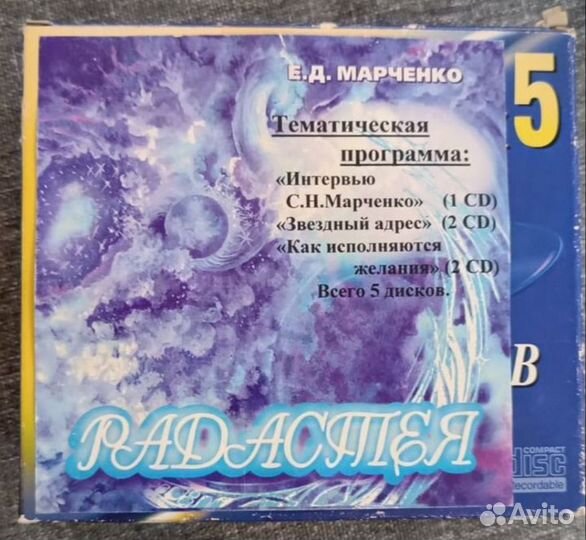 Е.Д. МАРЧЕНКО
5
Тематическая
программа:
«Интервью
С.Н.Марченко» (1 CD)
«Звездный адрес» (2 CD)
«Как исполняются
желания» (2 CD)
Всего 5 дисков.
В
РАДАСТЕЯ
COMPACT
disc
Recordable
Avito